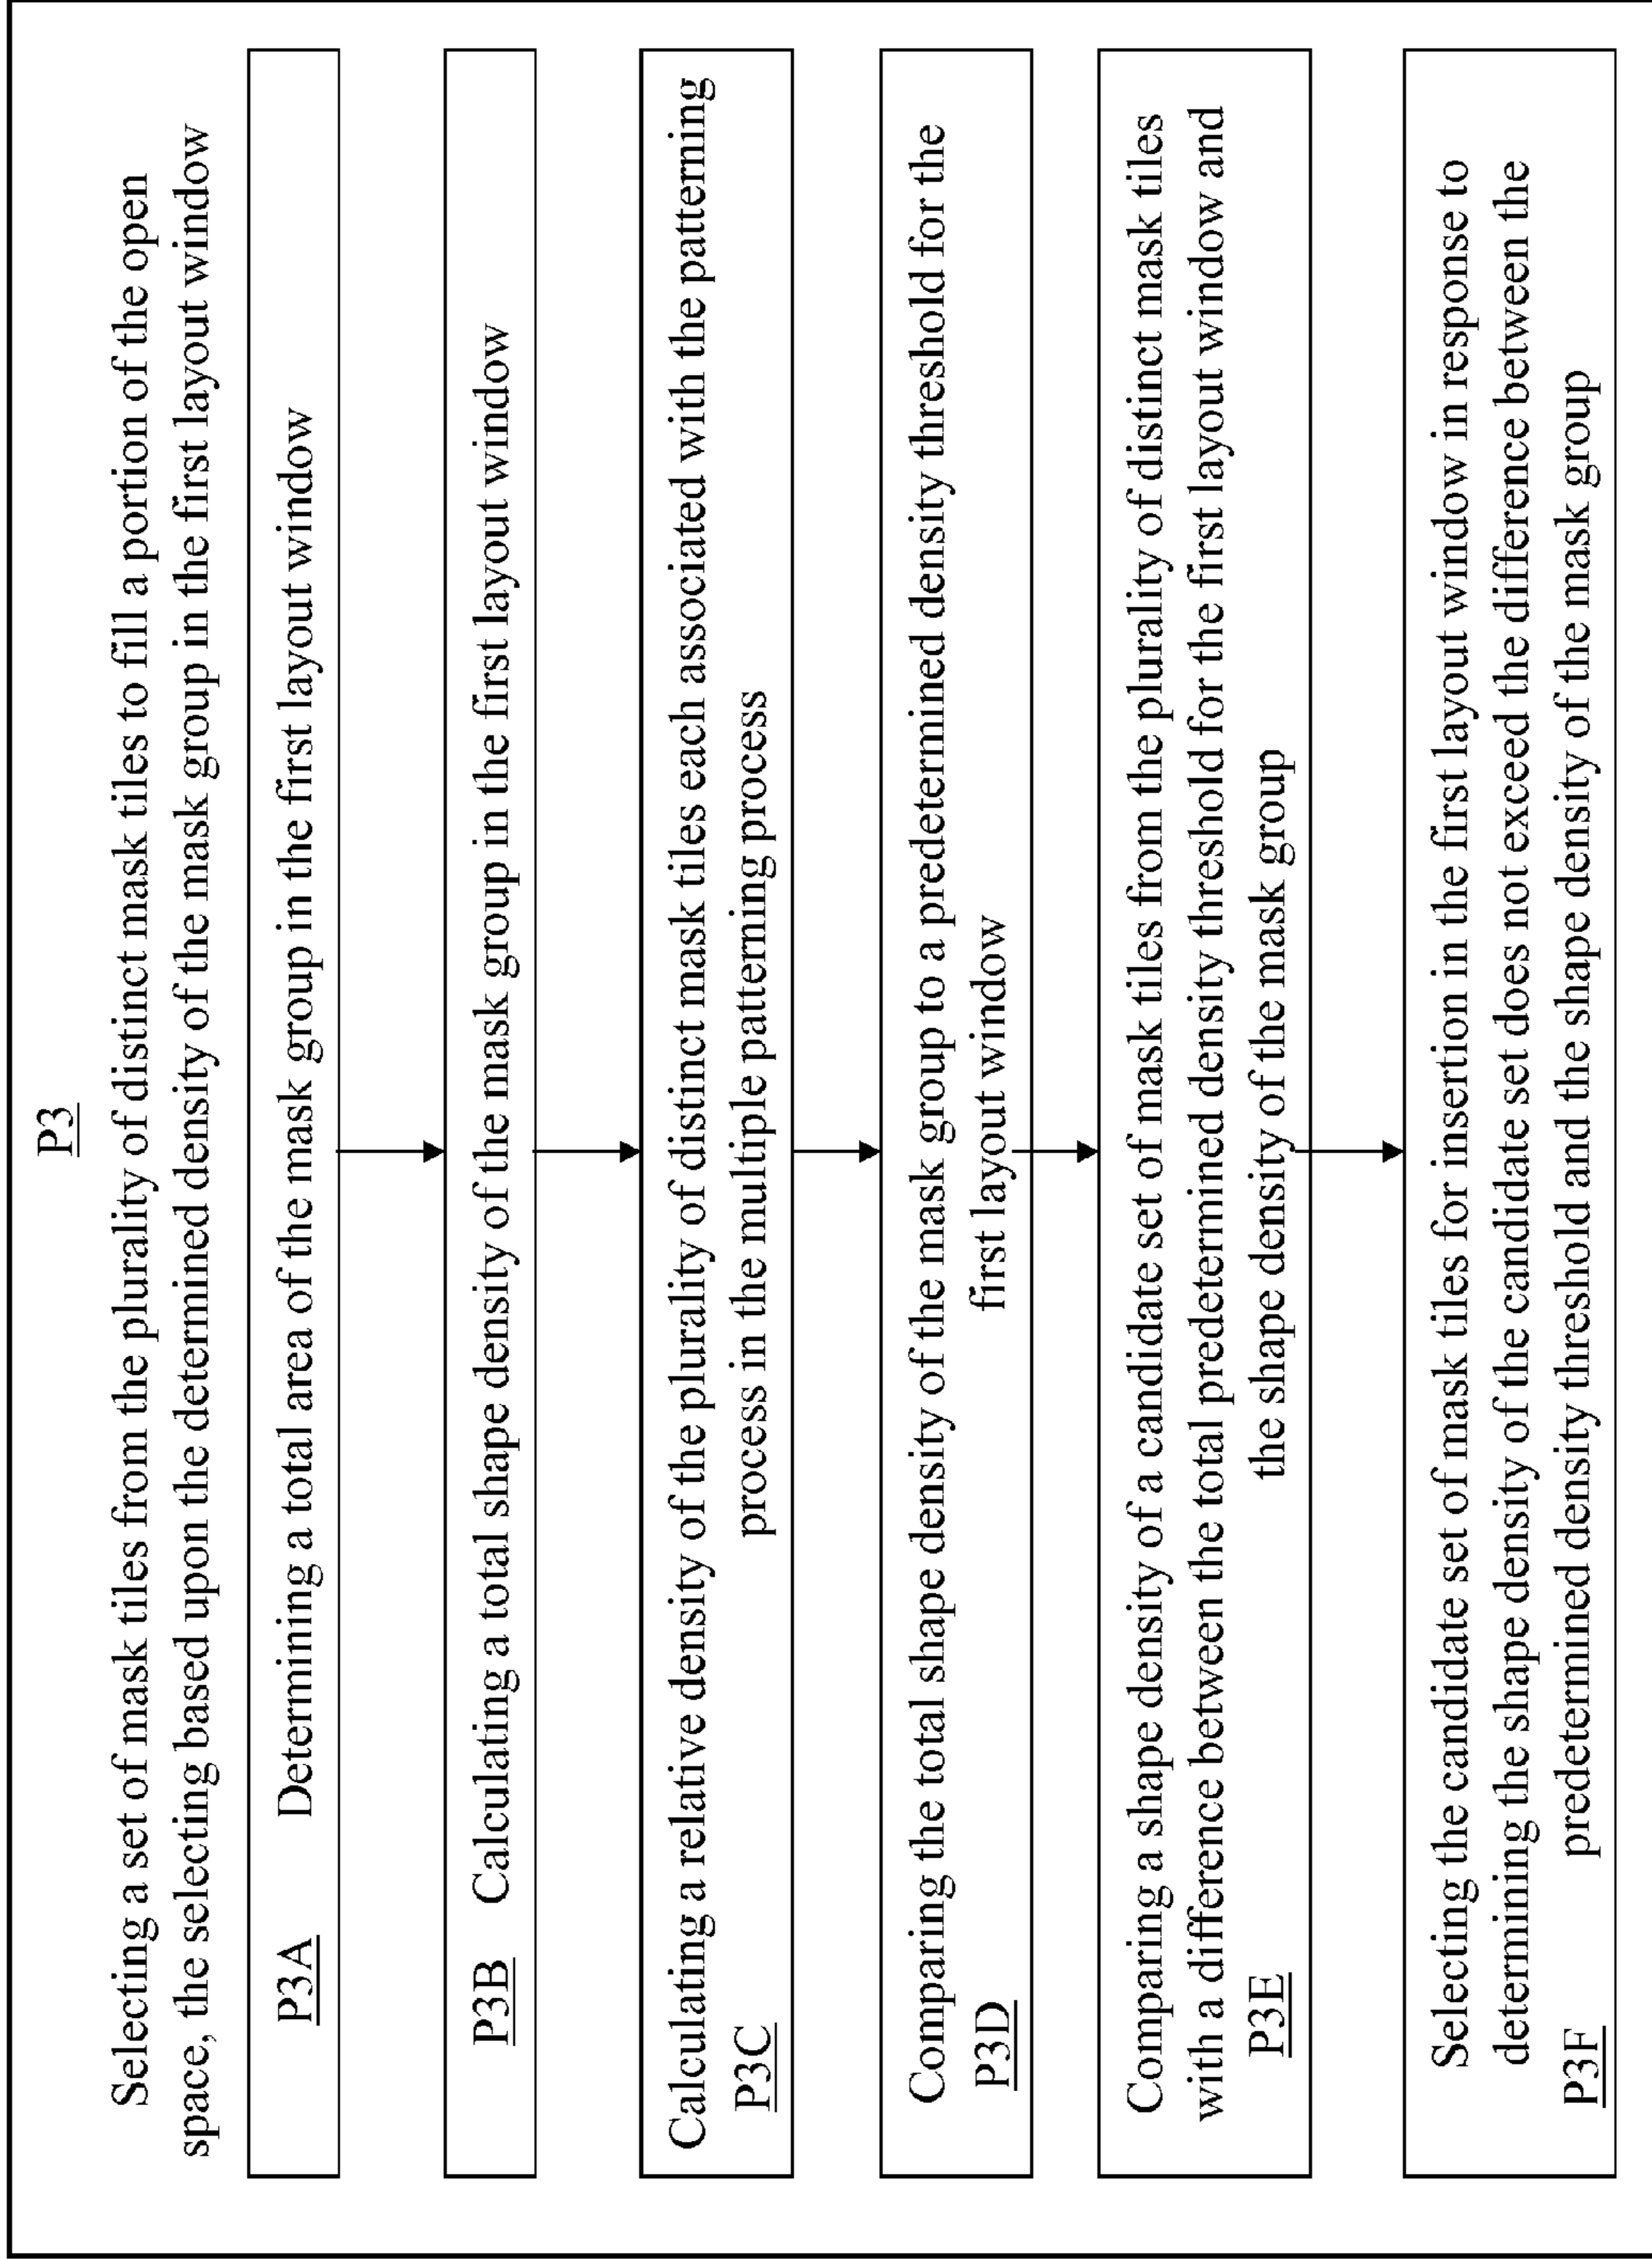 P3
Selecting a set of mask tiles from the plurality of distinct mask tiles to fill a portion of the open
space, the selecting based upon the determined density of the mask group in the first layout window
P3A Determining a total area of the mask group in the first layout window
P3B Calculating a total shape density of the mask group in the first layout window
Calculating a relative density of the plurality of distinct mask tiles each associated with the patterning
P3C process in the multiple patterning process
Comparing the total shape density of the mask group to a predetermined density threshold for the
P3D first layout window
Comparing a shape density of a candidate set of mask tiles from the plurality of distinct mask tiles
with a difference between the total predetermined density threshold for the first layout window and
P3E the shape density of the mask group
Selecting the candidate set of mask tiles for insertion in the first layout window in response to
determining the shape density of the candidate set does not exceed the difference between the
P3F predetermined density threshold and the shape density of the mask group